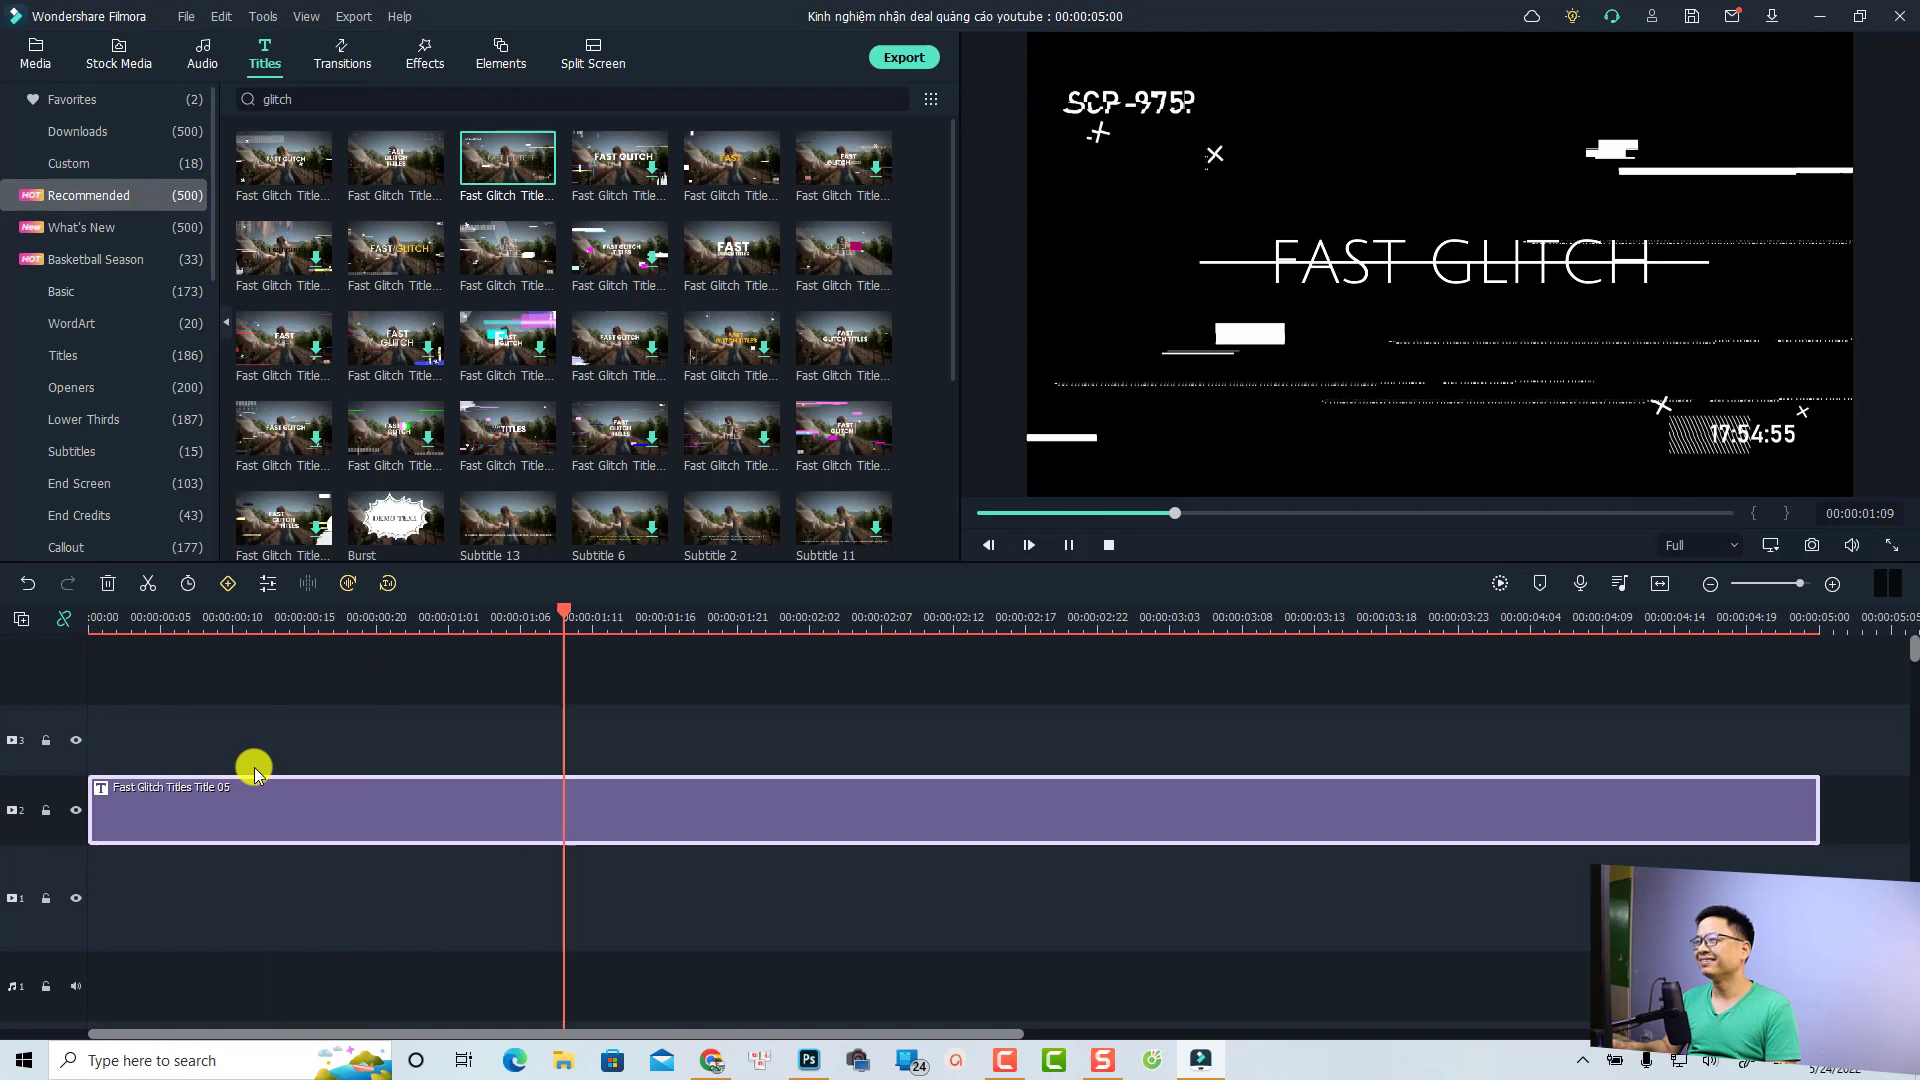 Wondershare Filmora File Edit Tools View Export Help Kinh nghiệm nhận deal quảng cáo youtube : 00:00:05:00
Media Stock Media Audio Titles Transitions Effects Elements Split Screen Export
Favorites (2)
Downloads (500)
Custom (18)
HOT Recommended (500)
New What's New (500)
HOT Basketball Season (33)
Basic (173)
WordArt (20)
Titles (186)
Openers (200)
Lower Thirds (187)
Subtitles (15)
End Screen (103)
End Credits (43)
Callout (177)
glitch
Fast Glitch Title... Fast Glitch Title... Fast Glitch Title... Fast Glitch Title... Fast Glitch Title... Fast Glitch Title...
Fast Glitch Title... Fast Glitch Title... Fast Glitch Title... Fast Glitch Title... Fast Glitch Title... Fast Glitch Title...
Fast Glitch Title... Fast Glitch Title... Fast Glitch Title... Fast Glitch Title... Fast Glitch Title... Fast Glitch Title...
Fast Glitch Title... Fast Glitch Title... Fast Glitch Title... Fast Glitch Title... Fast Glitch Title... Fast Glitch Title...
Fast Glitch Title... Burst Subtitle 13 Subtitle 6 Subtitle 2 Subtitle 11
SCP-975?
FAST GLITCH
17:54:55
00:00:01:09
Full
:00:00 00:00:00:05 00:00:00:10 00:00:00:15 00:00:00:20 00:00:01:01 00:00:01:06 00:00:01:11 00:00:01:16 00:00:01:21 00:00:02:02 00:00:02:07 00:00:02:12 00:00:02:17 00:00:02:22 00:00:03:03 00:00:03:08 00:00:03:13 00:00:03:18 00:00:03:23 00:00:04:04 00:00:04:09 00:00:04:14 00:00:04:19 00:00:05:00 00:00:05:05
3
2
T Fast Glitch Titles Title 05
1
1
Type here to search
Ps
24
5/24/2022